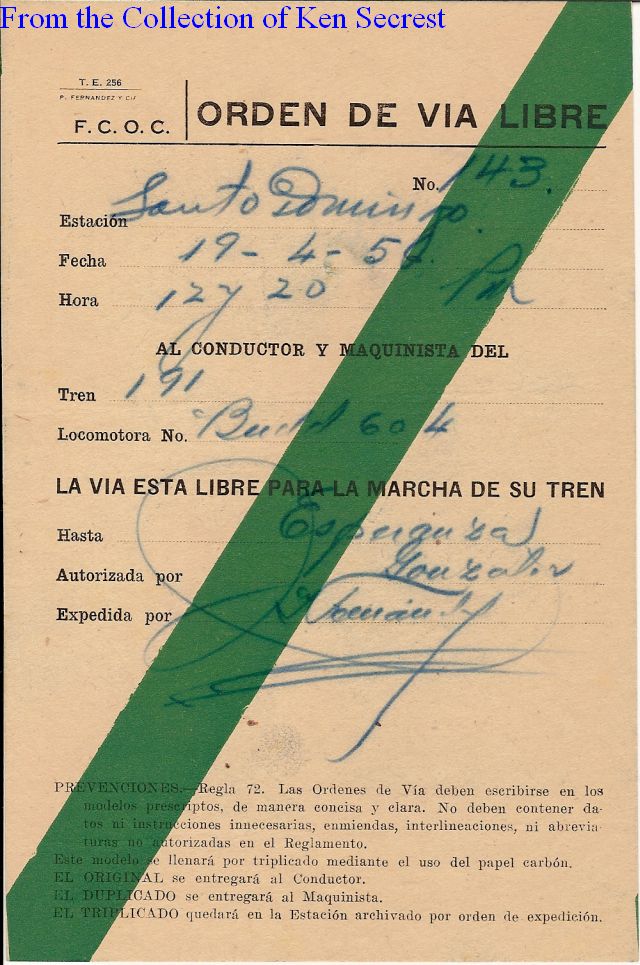 From the Collection of Ken Secrest
T. E. 256
P. FERNANDEZ Y CIA
F. C. O. C.
ORDEN DE VIA LIBRE
No. 143.
Estación Santo Domingo.
Fecha 19-4-56.
Hora 12 y 20 PM
AL CONDUCTOR Y MAQUINISTA DEL
Tren 191
Locomotora No. 604
LA VIA ESTA LIBRE PARA LA MARCHA DE SU TREN
Hasta Esperanza
Autorizada por Gonzalez
Expedida por
PREVENCIONES.—Regla 72. Las Ordenes de Vía deben escribirse en los
modelos prescriptos, de manera concisa y clara. No deben contener da-
tos ni instrucciones innecesarias, enmiendas, interlineaciones, ni abrevia-
turas no autorizadas en el Reglamento.
Este modelo se llenará por triplicado mediante el uso del papel carbón.
EL ORIGINAL se entregará al Conductor.
EL DUPLICADO se entregará al Maquinista.
EL TRIPLICADO quedará en la Estación archivado por orden de expedición.